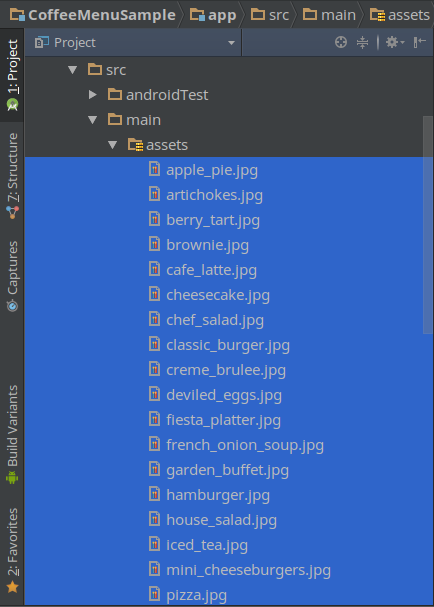 CoffeeMenuSample app src main assets
Project
src
androidTest
main
assets
apple_pie.jpg
artichokes.jpg
berry_tart.jpg
brownie.jpg
cafe_latte.jpg
cheesecake.jpg
chef_salad.jpg
classic_burger.jpg
creme_brulee.jpg
deviled_eggs.jpg
fiesta_platter.jpg
french_onion_soup.jpg
garden_buffet.jpg
hamburger.jpg
house_salad.jpg
iced_tea.jpg
mini_cheeseburgers.jpg
pizza.jpg
1: Project
7: Structure
Captures
Build Variants
2: Favorites